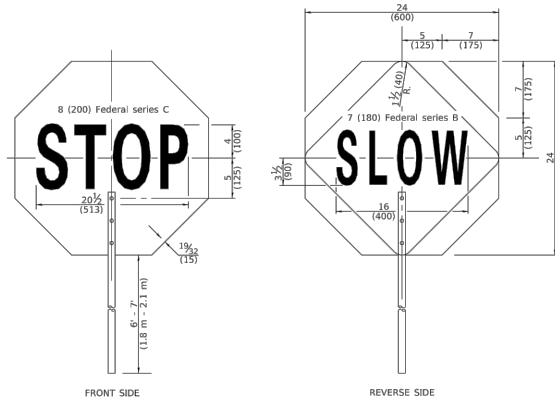 24
(600)
5
(125)
7
(175)
1½ (40)
R.
7
(175)
8 (200) Federal series C
7 (180) Federal series B
STOP
SLOW
4
(100)
5
(125)
5
(125)
3½
(90)
24
20½
(513)
16
(400)
19/32
(15)
6' - 7'
(1.8 m - 2.1 m)
FRONT SIDE
REVERSE SIDE